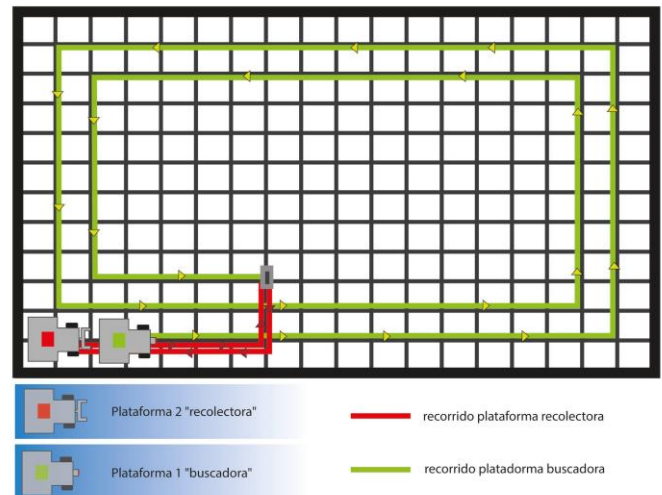 Plataforma 2 "recolectora"
recorrido plataforma recolectora
Plataforma 1 "buscadora"
recorrido platadorma buscadora